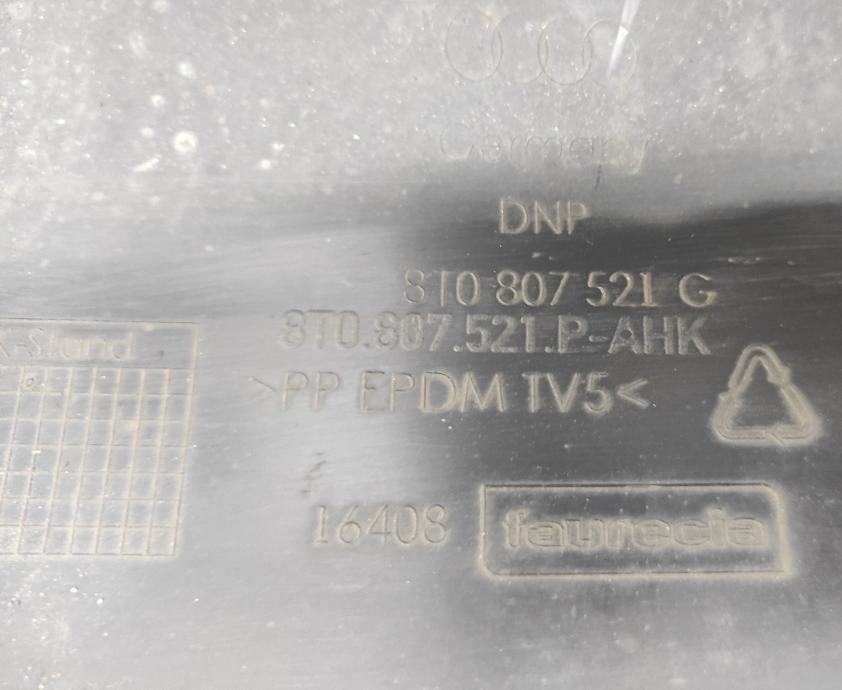 Germany
DNP
8T0 807 521 G
8T0.807.521.P-AHK
K-Stand
>PP EPDM TV5<
16408
faurecia